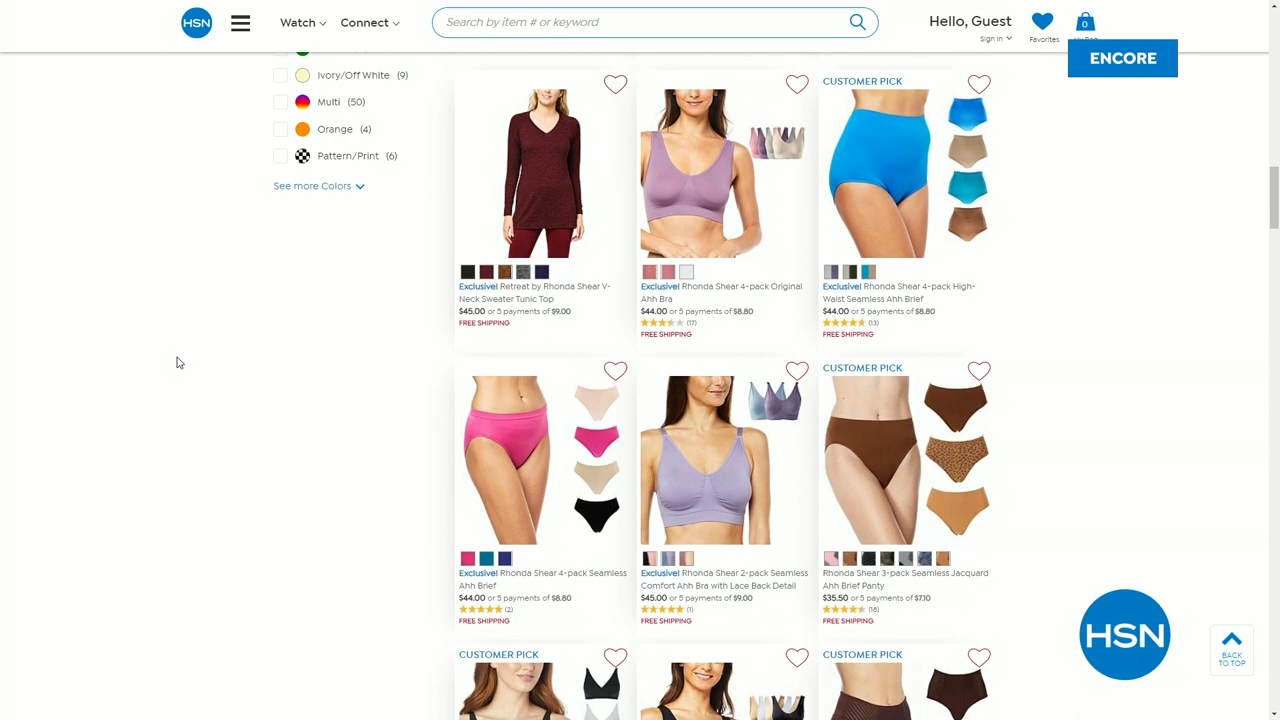 HSN
Watch
Connect
Search by item # or keyword
Hello, Guest
Sign In
Favorites
0
ENCORE
Ivory/Off White (9)
Multi (50)
Orange (4)
Pattern/Print (6)
See more Colors
Exclusive! Retreat by Rhonda Shear V-
Neck Sweater Tunic Top
$45.00 or 5 payments of $9.00
FREE SHIPPING
Exclusive! Rhonda Shear 4-pack Original
Ahh Bra
$44.00 or 5 payments of $8.80
(17)
FREE SHIPPING
CUSTOMER PICK
Exclusive! Rhonda Shear 4-pack High-
Waist Seamless Ahh Brief
$44.00 or 5 payments of $8.80
(13)
FREE SHIPPING
Exclusive! Rhonda Shear 4-pack Seamless
Ahh Brief
$44.00 or 5 payments of $8.80
(2)
FREE SHIPPING
Exclusive! Rhonda Shear 2-pack Seamless
Comfort Ahh Bra with Lace Back Detail
$45.00 or 5 payments of $9.00
(1)
FREE SHIPPING
CUSTOMER PICK
Rhonda Shear 3-pack Seamless Jacquard
Ahh Brief Panty
$35.50 or 5 payments of $7.10
(18)
FREE SHIPPING
CUSTOMER PICK
CUSTOMER PICK
HSN
BACK
TO TOP